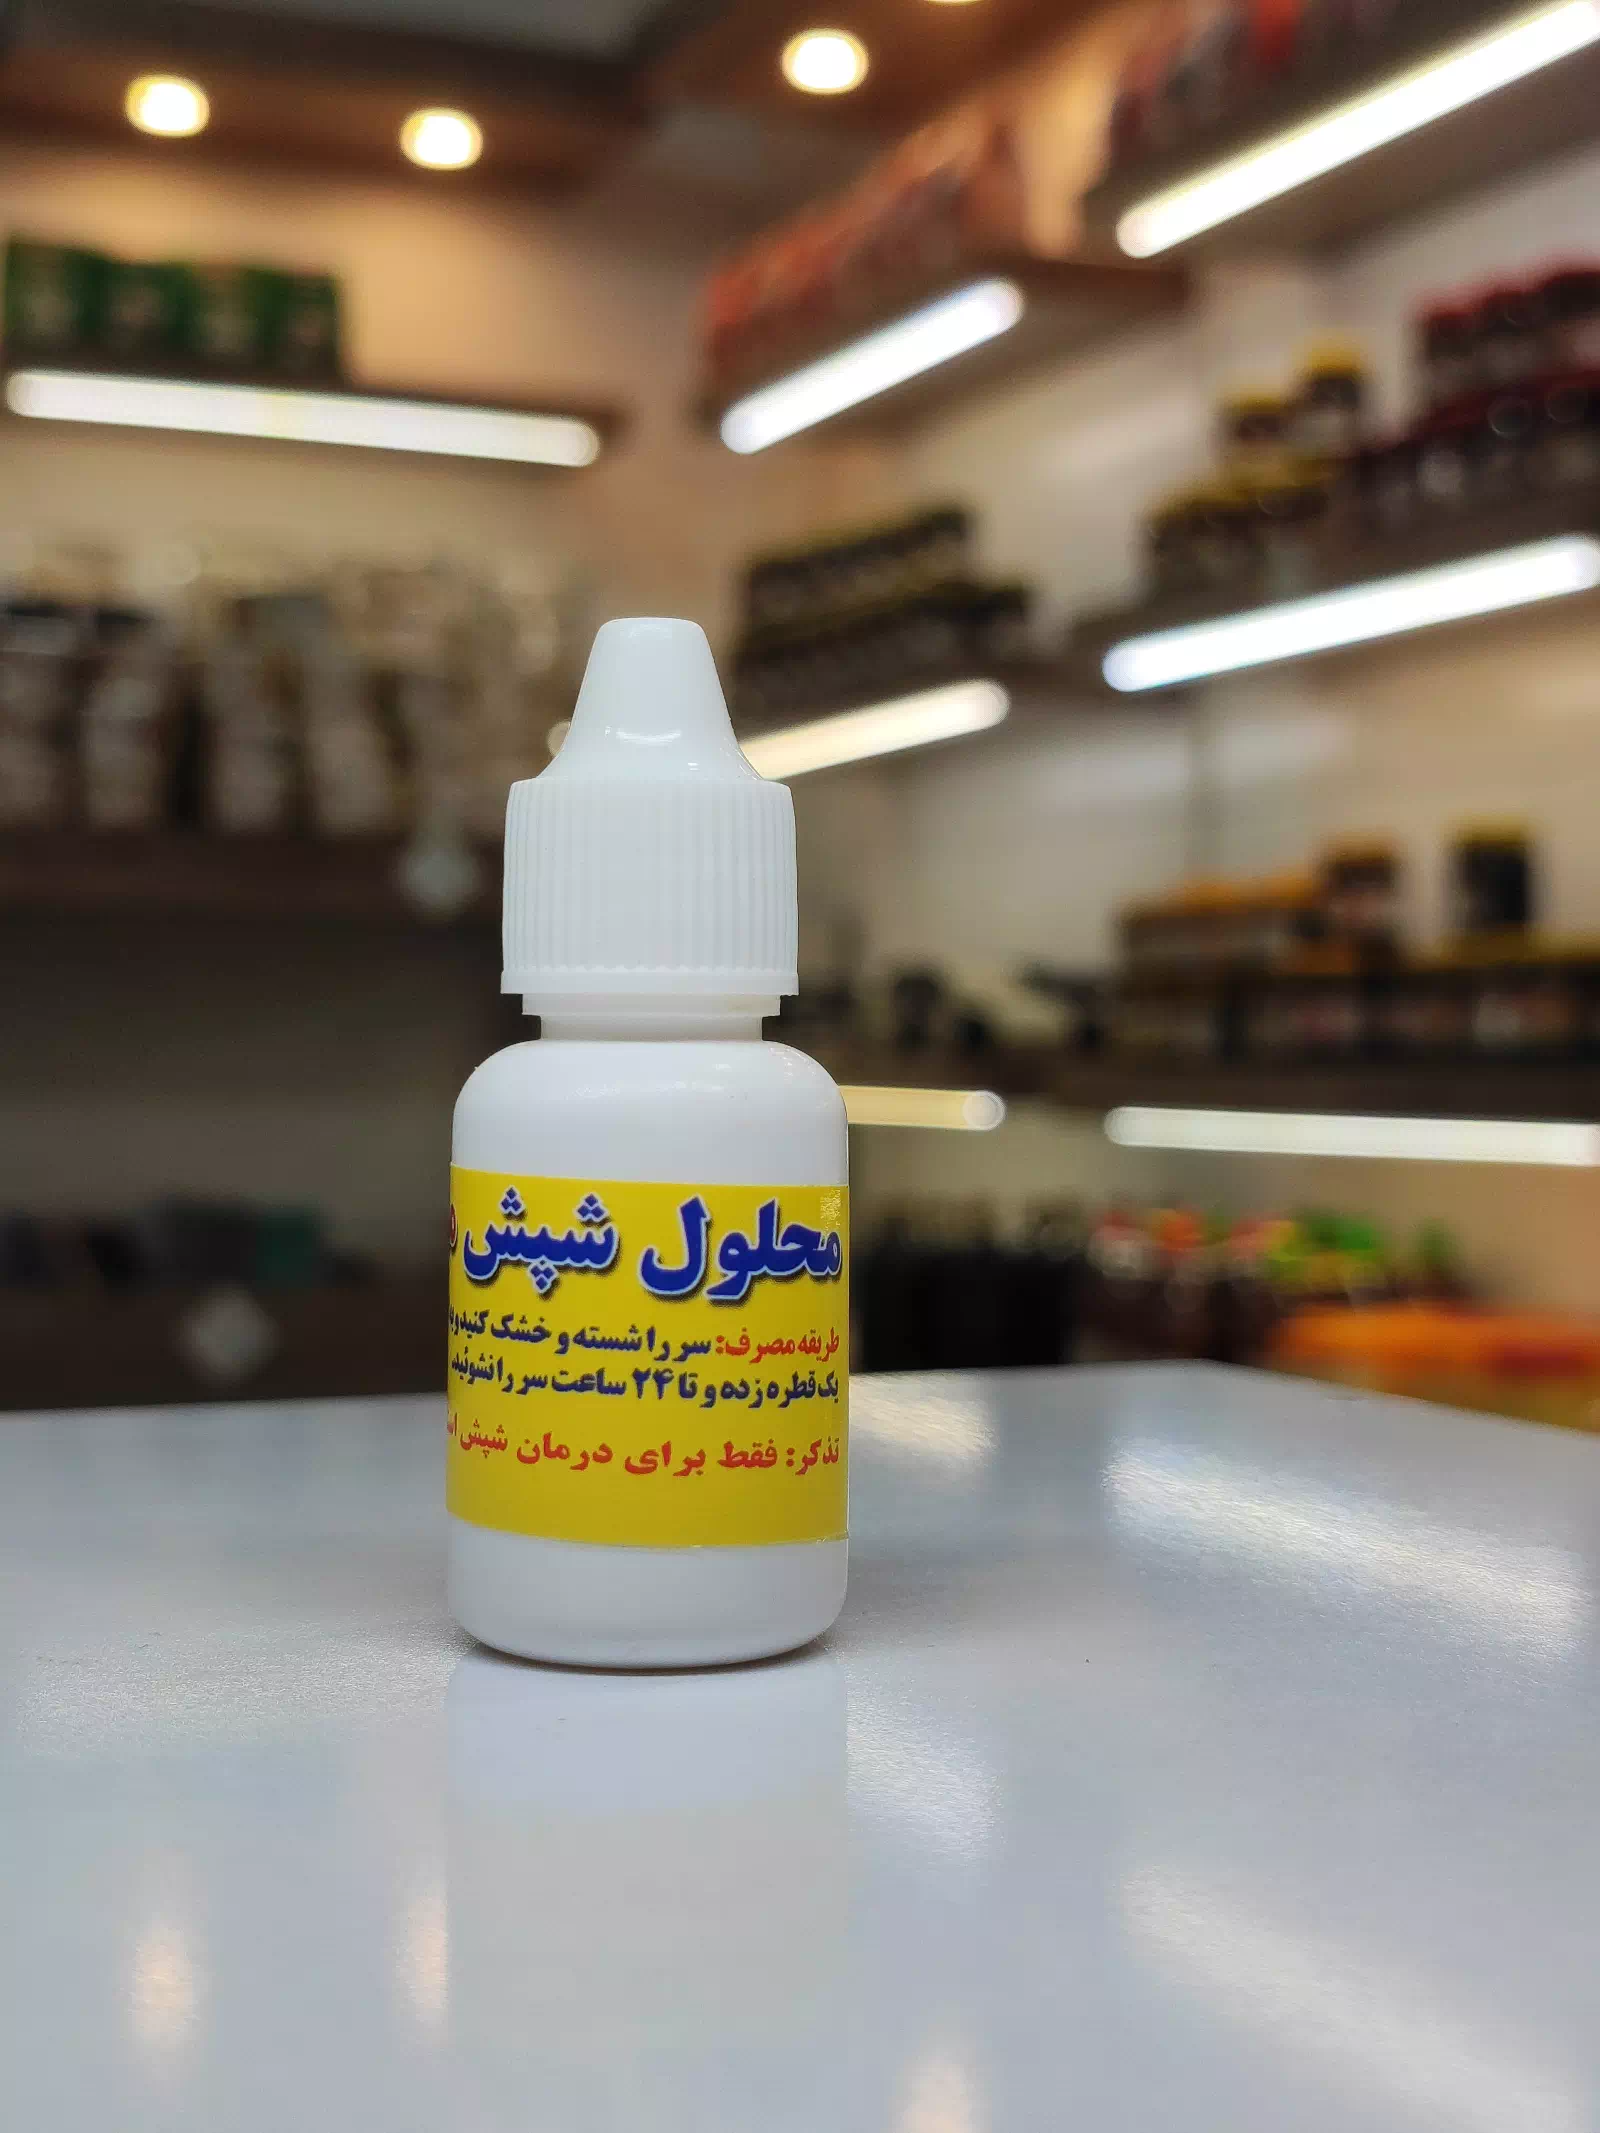 محلول شپش
طریقه مصرف: سر را شسته و خشک کنید و
یک قطره زده و تا ۲۴ ساعت سر را نشوئید.
تذکر: فقط برای درمان شپش